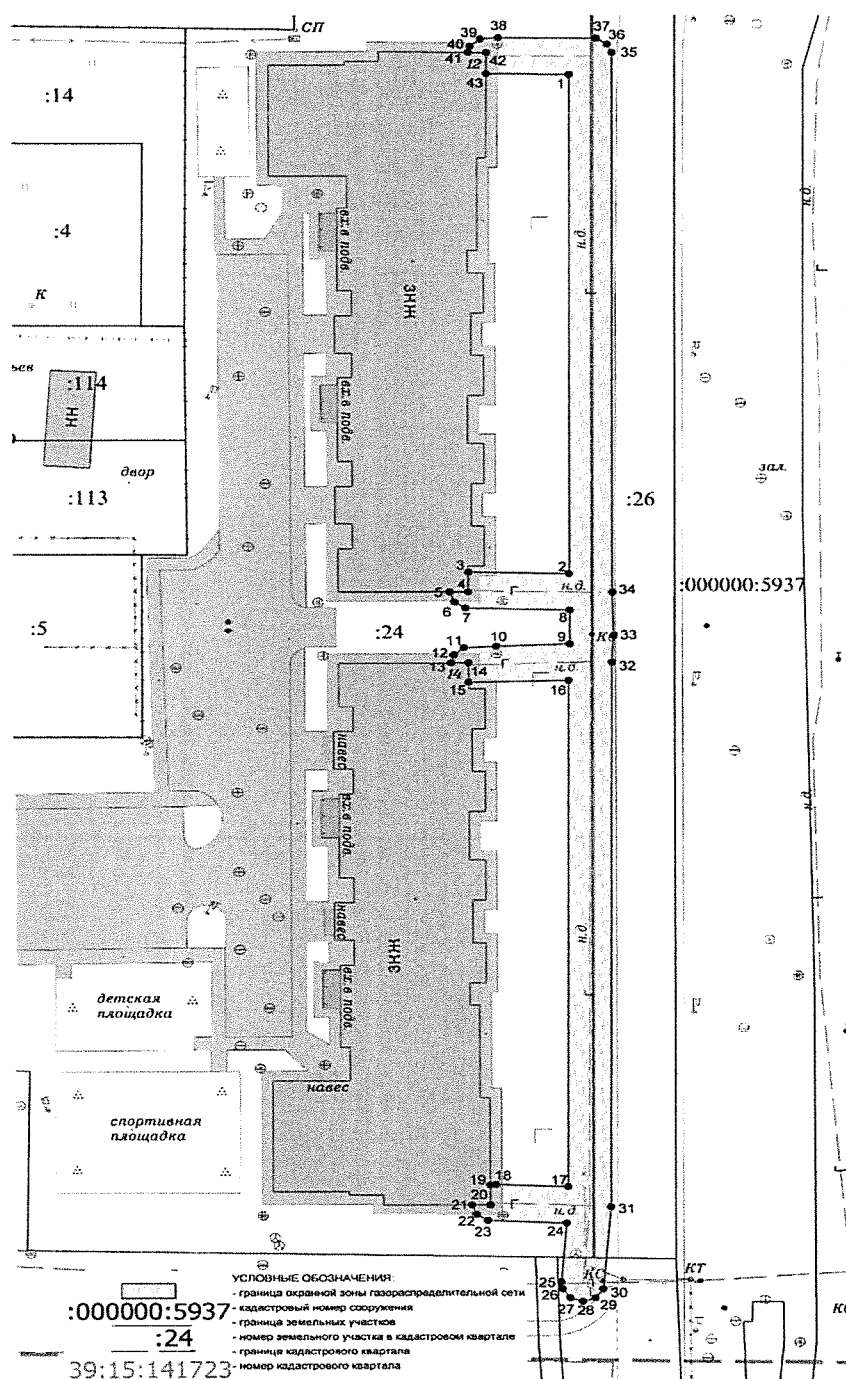 СП
39
38
37
36
40
35
41
12
42
43
1
:14
:4
К
вх.в подв.
3КЖ
н.д.
н.д.
:114
КН
вх.в подв.
двор
:113
зал.
:26
3
2
5
4
н.д.
34
:000000:5937
6
7
8
:5
:24
33
11
10
9
12
13
14
14
н.д
32
15
16
навес
вх.в подв.
н.д.
навес
3КЖ
н.д.
вх.в подв.
детская
площадка
навес
спортивная
площадка
19
18
17
20
21
н.д.
31
22
23
24
КТ
25
КО
26
30
27
28
29
УСЛОВНЫЕ ОБОЗНАЧЕНИЯ:
- граница охранной зоны газораспределительной сети
:000000:5937 - кадастровый номер сооружения
- граница земельных участков
:24 - номер земельного участка в кадастровом квартале
- граница кадастрового квартала
39:15:141723 - номер кадастрового квартала